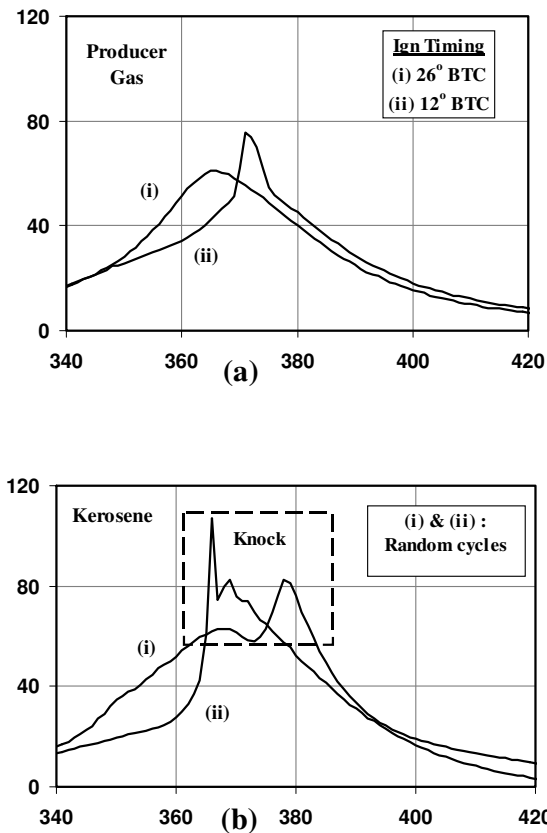 120
Producer
Gas
Ign Timing
(i) 26° BTC
(ii) 12° BTC
80
(i)
40
(ii)
0
340 360 380 400 420
(a)
120
Kerosene
Knock
(i) & (ii) :
Random cycles
80
(i)
40
(ii)
0
340 360 380 400 420
(b)